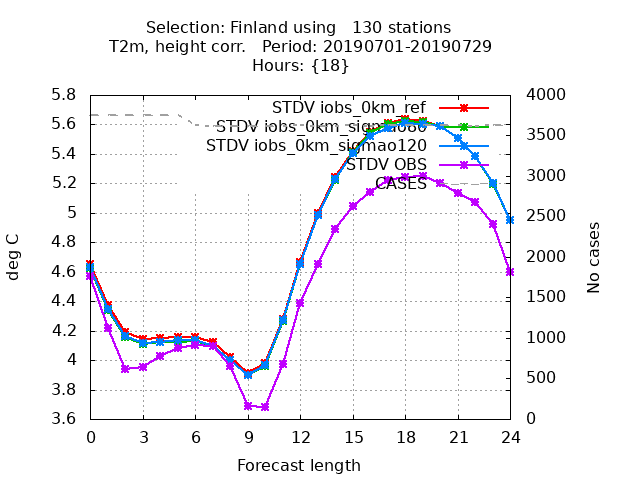 Selection: Finland using   130 stations
T2m, height corr.   Period: 20190701-20190729
Hours: {18}
STDV iobs_0km_ref
STDV iobs_0km_sigmao80
STDV iobs_0km_sigmao120
STDV OBS
CASES
5.8
5.6
5.4
5.2
5
4.8
4.6
4.4
4.2
4
3.8
3.6
deg C
4000
3500
3000
2500
2000
1500
1000
500
0
No cases
0 3 6 9 12 15 18 21 24
Forecast length